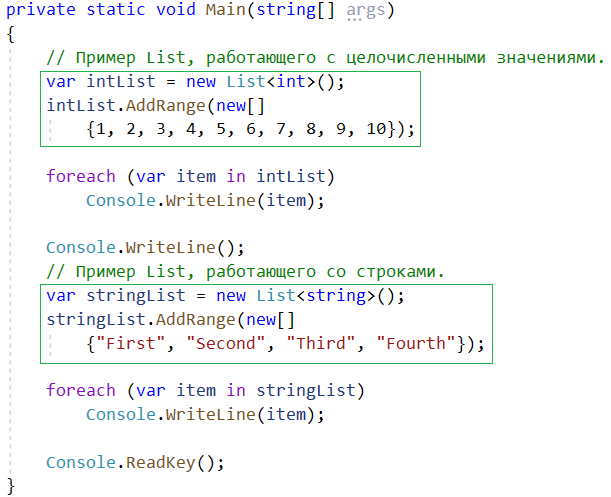 private static void Main(string[] args)
{
// Пример List, работающего с целочисленными значениями.
var intList = new List<int>();
intList.AddRange(new[]
{1, 2, 3, 4, 5, 6, 7, 8, 9, 10});
foreach (var item in intList)
Console.WriteLine(item);
Console.WriteLine();
// Пример List, работающего со строками.
var stringList = new List<string>();
stringList.AddRange(new[]
{"First", "Second", "Third", "Fourth"});
foreach (var item in stringList)
Console.WriteLine(item);
Console.ReadKey();
}